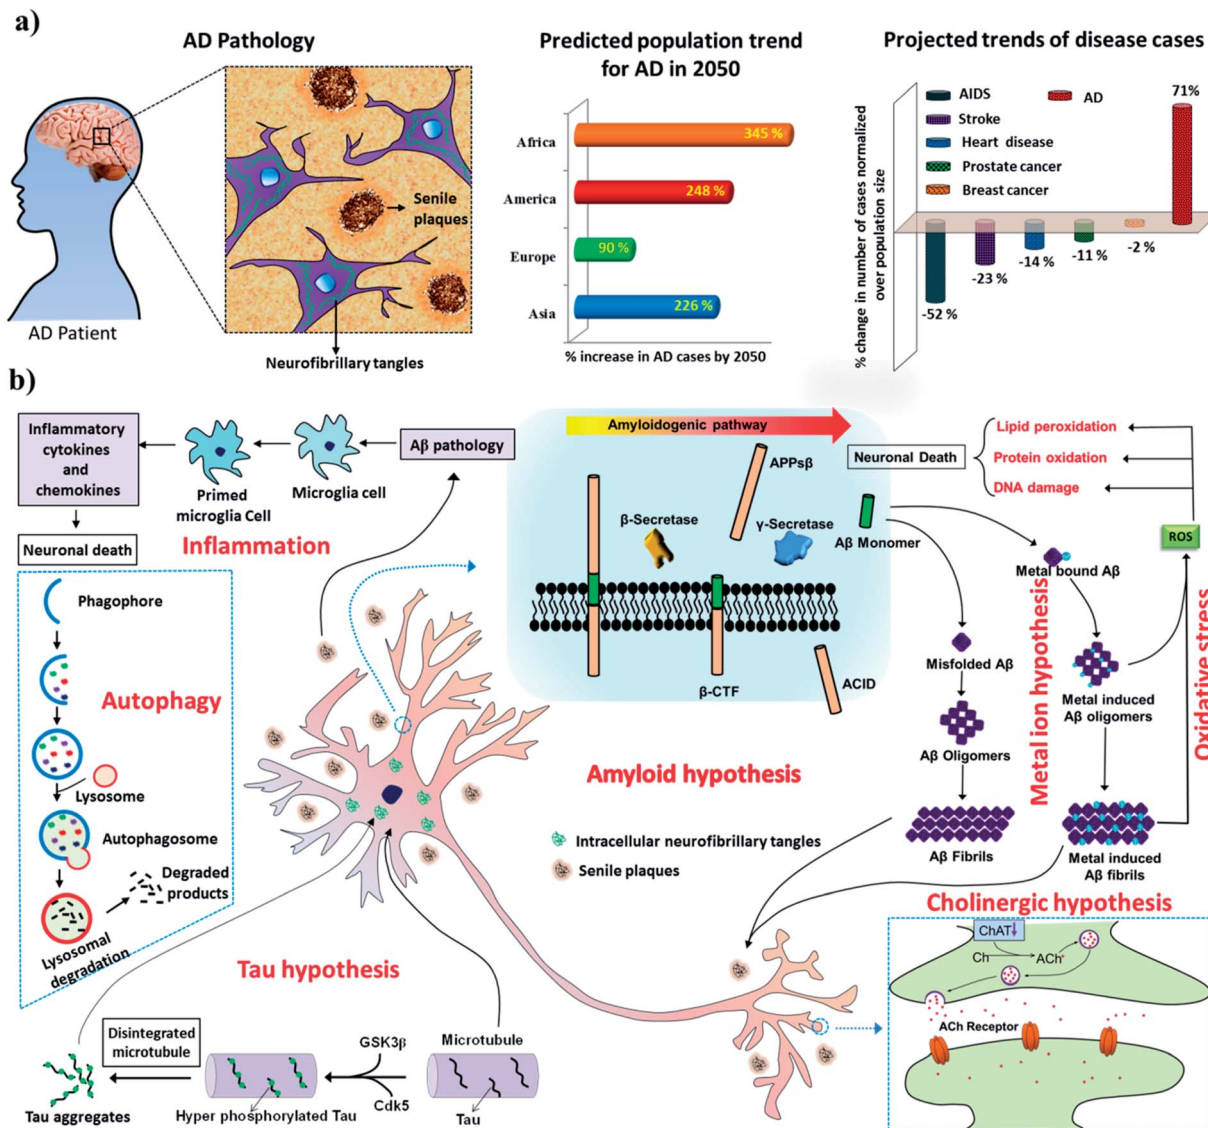 a)
AD Pathology
Senile
plaques
AD Patient
Neurofibrillary tangles
Predicted population trend
for AD in 2050
Africa
345 %
America
248 %
Europe
90 %
Asia
226 %
% increase in AD cases by 2050
Projected trends of disease cases
% change in number of cases normalized
over population size
AIDS
AD
Stroke
Heart disease
Prostate cancer
Breast cancer
71%
-52 %
-23 %
-14 %
-11 %
-2 %
b)
Inflammatory
cytokines
and
chemokines
Primed
microglia Cell
Microglia cell
Aβ pathology
Neuronal death
Inflammation
Phagophore
Autophagy
Lysosome
Autophagosome
Degraded
products
Lysosomal
degradation
Amyloidogenic pathway
APPsβ
β-Secretase
γ-Secretase
Aβ Monomer
β-CTF
ACID
Neuronal Death
Lipid peroxidation
Protein oxidation
DNA damage
ROS
Metal bound Aβ
Misfolded Aβ
Metal ion hypothesis
Oxidative stress
Metal induced
Aβ oligomers
Aβ Oligomers
Amyloid hypothesis
Intracellular neurofibrillary tangles
Senile plaques
Aβ Fibrils
Metal induced
Aβ fibrils
Cholinergic hypothesis
ChAT
Ch
ACh
ACh Receptor
Tau hypothesis
Disintegrated
microtubule
Tau aggregates
Hyper phosphorylated Tau
GSK3β
Cdk5
Microtubule
Tau